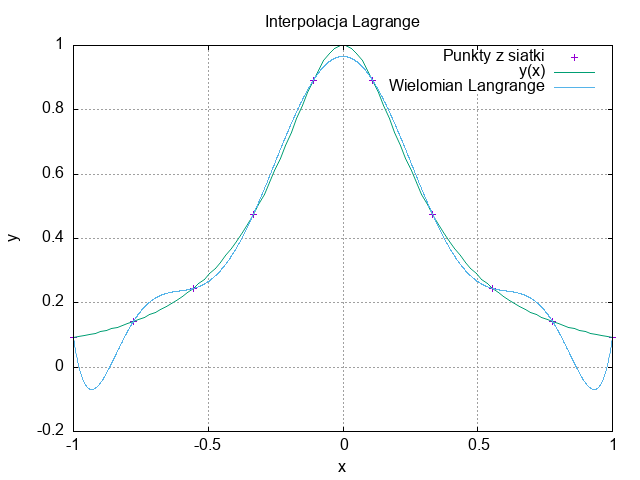 Interpolacja Lagrange
Punkty z siatki
y(x)
Wielomian Langrange
1
0.8
0.6
0.4
0.2
0
-0.2
y
-1
-0.5
0
0.5
1
x